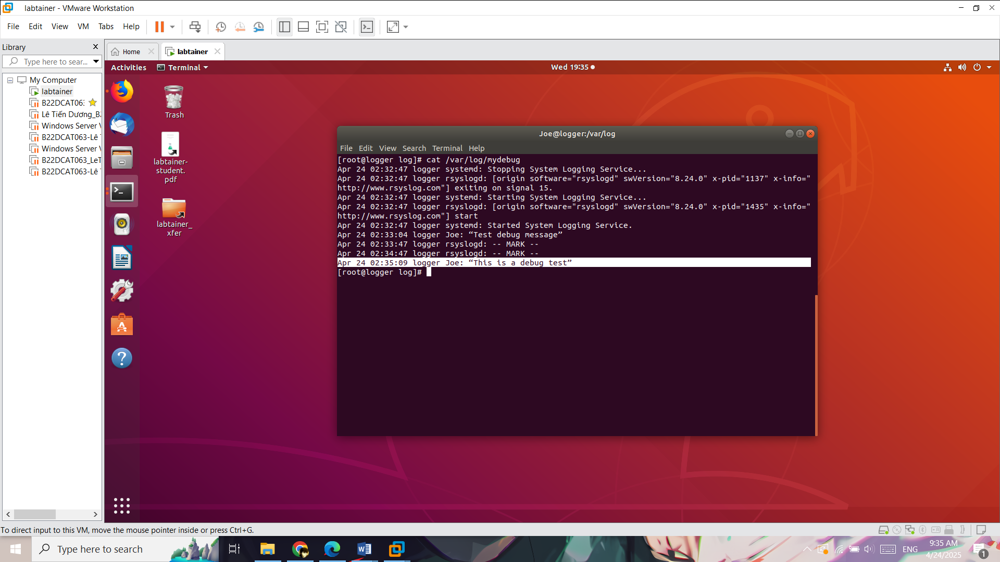 labtainer - VMware Workstation
File Edit View VM Tabs Help
Library
Type here to sear...
My Computer
labtainer
B22DCAT06:
Lê Tiến Dương_B
Windows Server
B22DCAT063-Lê
Windows Server
B22DCAT063_LeT
B22DCAT063-Lê
Home
labtainer
Activities
Terminal
Wed 19:35
Trash
labtainer-
student.
pdf
labtainer_
xfer
Joe@logger:/var/log
File Edit View Search Terminal Help
[root@logger log]# cat /var/log/mydebug
Apr 24 02:32:47 logger systemd: Stopping System Logging Service...
Apr 24 02:32:47 logger rsyslogd: [origin software="rsyslogd" swVersion="8.24.0" x-pid="1137" x-info="
http://www.rsyslog.com"] exiting on signal 15.
Apr 24 02:32:47 logger systemd: Starting System Logging Service...
Apr 24 02:32:47 logger rsyslogd: [origin software="rsyslogd" swVersion="8.24.0" x-pid="1435" x-info="
http://www.rsyslog.com"] start
Apr 24 02:32:47 logger systemd: Started System Logging Service.
Apr 24 02:33:04 logger Joe: “Test debug message”
Apr 24 02:33:47 logger rsyslogd: -- MARK --
Apr 24 02:34:47 logger rsyslogd: -- MARK --
Apr 24 02:35:09 logger Joe: “This is a debug test”
[root@logger log]#
To direct input to this VM, move the mouse pointer inside or press Ctrl+G.
Type here to search
ENG
9:35 AM
4/24/2025
1